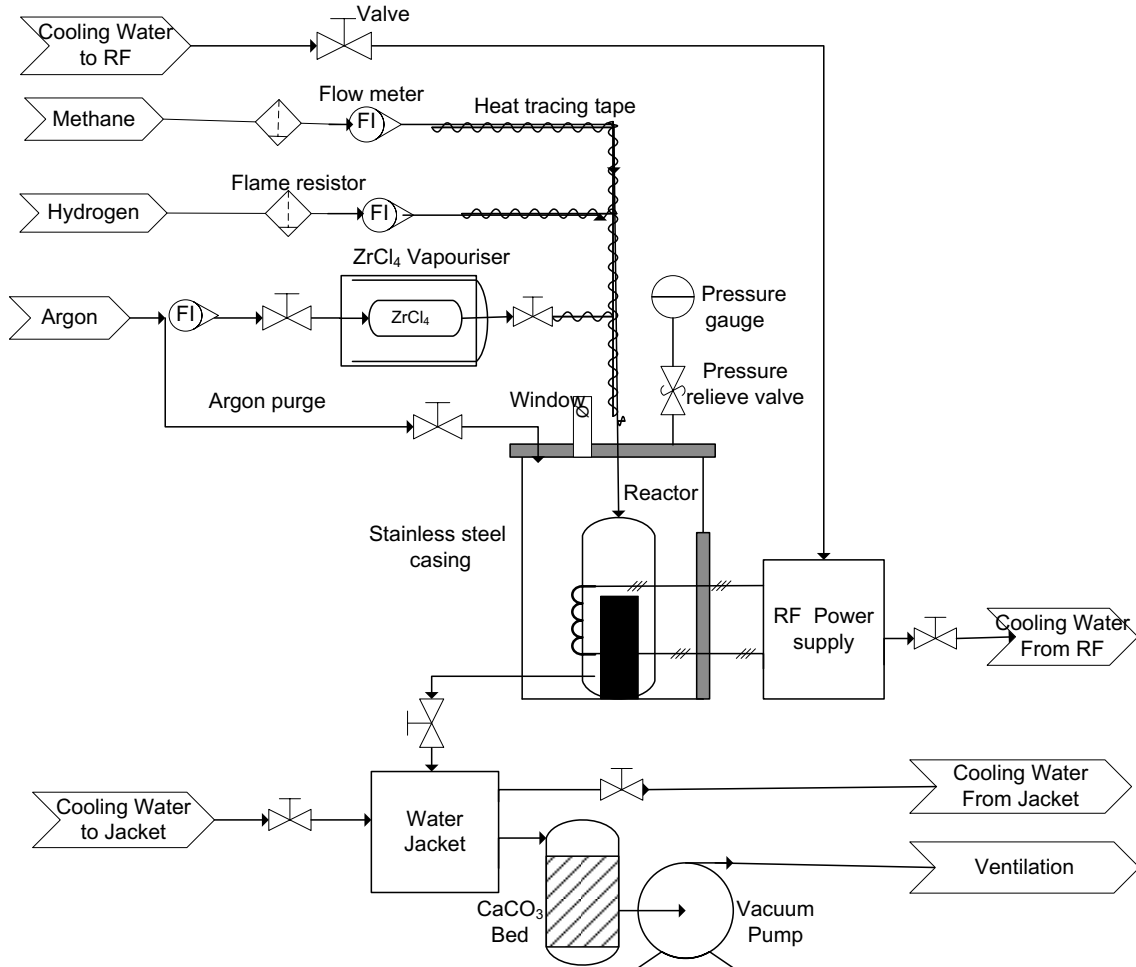 Cooling Water
to RF
Valve
Methane
Flow meter
FI
Heat tracing tape
Hydrogen
Flame resistor
FI
ZrCl₄ Vapouriser
Argon
FI
ZrCl₄
Pressure
gauge
Pressure
relieve valve
Argon purge
Window
Reactor
Stainless steel
casing
RF Power
supply
Cooling Water
From RF
Cooling Water
to Jacket
Water
Jacket
Cooling Water
From Jacket
CaCO₃
Bed
Vacuum
Pump
Ventilation